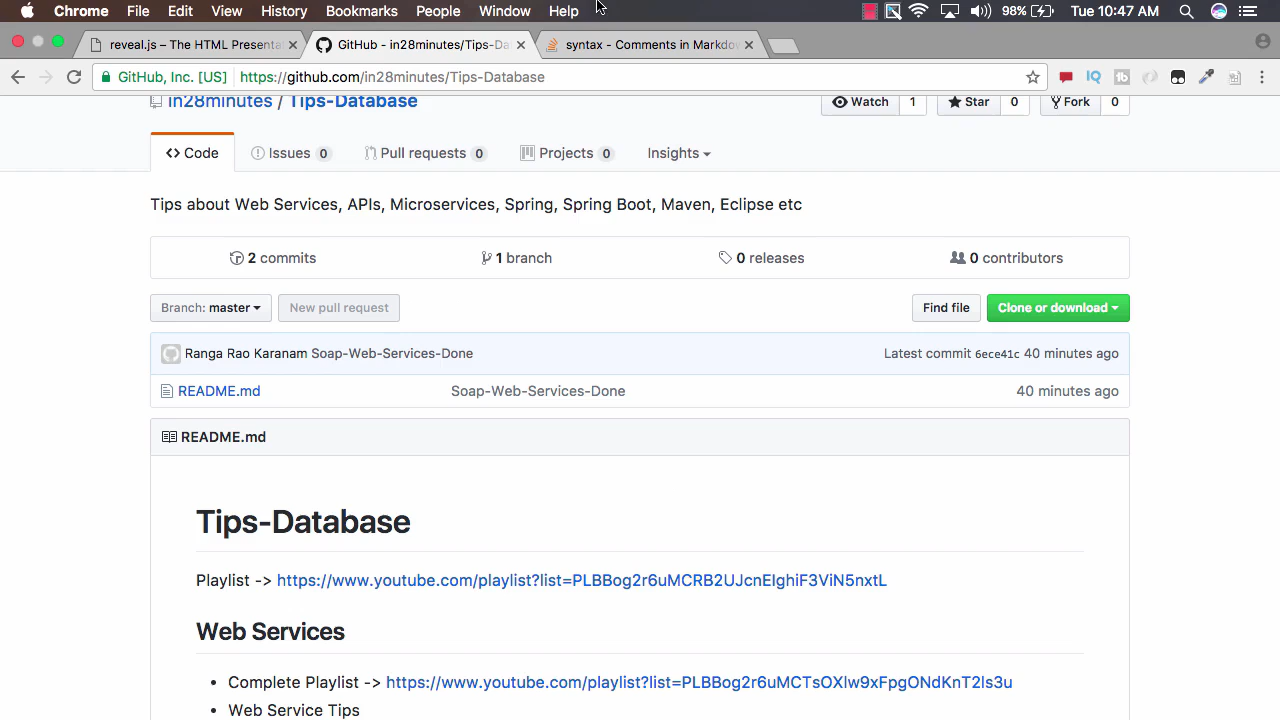 Chrome File Edit View History Bookmarks People Window Help 98% Tue 10:47 AM
reveal.js – The HTML Presenta
GitHub - in28minutes/Tips-Da
syntax - Comments in Markdow
GitHub, Inc. [US] https://github.com/in28minutes/Tips-Database
in28minutes / Tips-Database Watch 1 Star 0 Fork 0
Code Issues 0 Pull requests 0 Projects 0 Insights
Tips about Web Services, APIs, Microservices, Spring, Spring Boot, Maven, Eclipse etc
2 commits 1 branch 0 releases 0 contributors
Branch: master New pull request Find file Clone or download
Ranga Rao Karanam Soap-Web-Services-Done Latest commit 6ece41c 40 minutes ago
README.md Soap-Web-Services-Done 40 minutes ago
README.md
Tips-Database
Playlist -> https://www.youtube.com/playlist?list=PLBBog2r6uMCRB2UJcnEIghiF3ViN5nxtL
Web Services
• Complete Playlist -> https://www.youtube.com/playlist?list=PLBBog2r6uMCTsOXlw9xFpgONdKnT2Is3u
• Web Service Tips